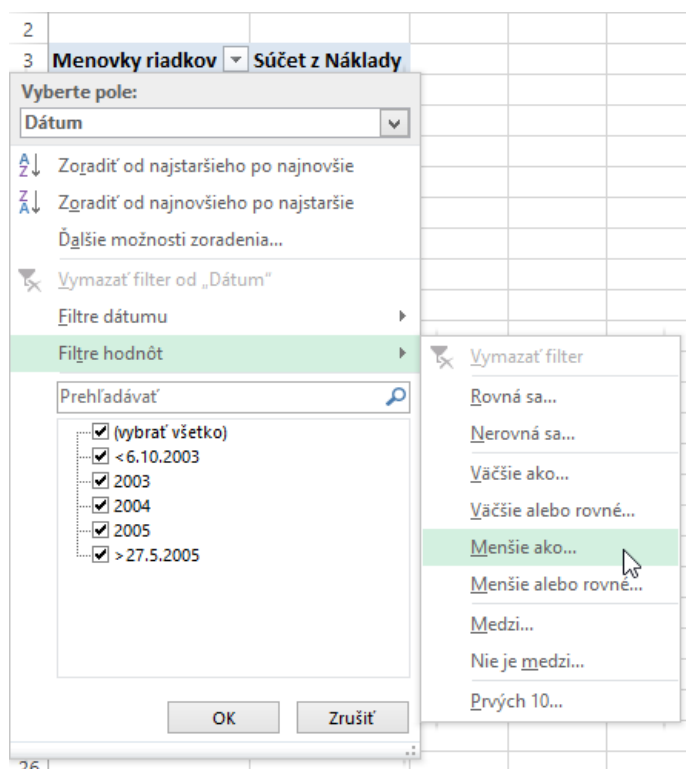 2
3 Menovky riadkov Súčet z Náklady
Vyberte pole:
Dátum
Zoradiť od najstaršieho po najnovšie
Zoradiť od najnovšieho po najstaršie
Ďalšie možnosti zoradenia...
Vymazať filter od „Dátum“
Filtre dátumu
Filtre hodnôt
Prehľadávať
(vybrať všetko)
<6.10.2003
2003
2004
2005
>27.5.2005
OK Zrušiť
Vymazať filter
Rovná sa...
Nerovná sa...
Väčšie ako...
Väčšie alebo rovné...
Menšie ako...
Menšie alebo rovné...
Medzi...
Nie je medzi...
Prvých 10...
26